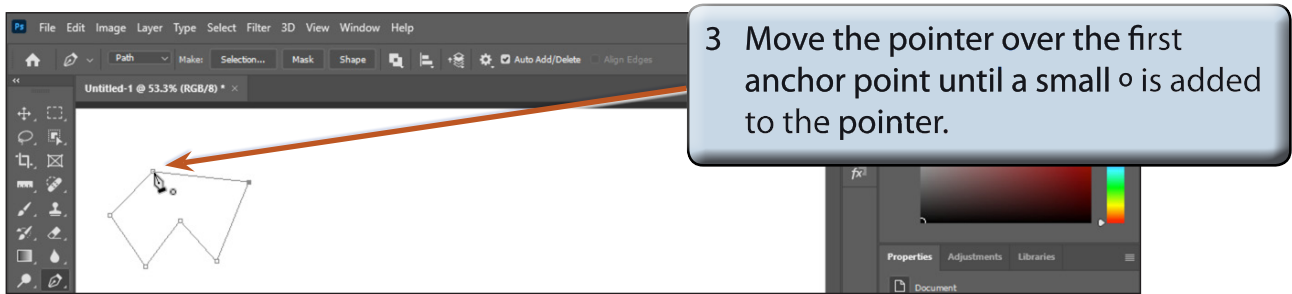 Ps File Edit Image Layer Type Select Filter 3D View Window Help
Path Make: Selection... Mask Shape Auto Add/Delete Align Edges
Untitled-1 @ 53.3% (RGB/8) * ×
3 Move the pointer over the first
anchor point until a small o is added
to the pointer.
fx
Properties Adjustments Libraries
Document